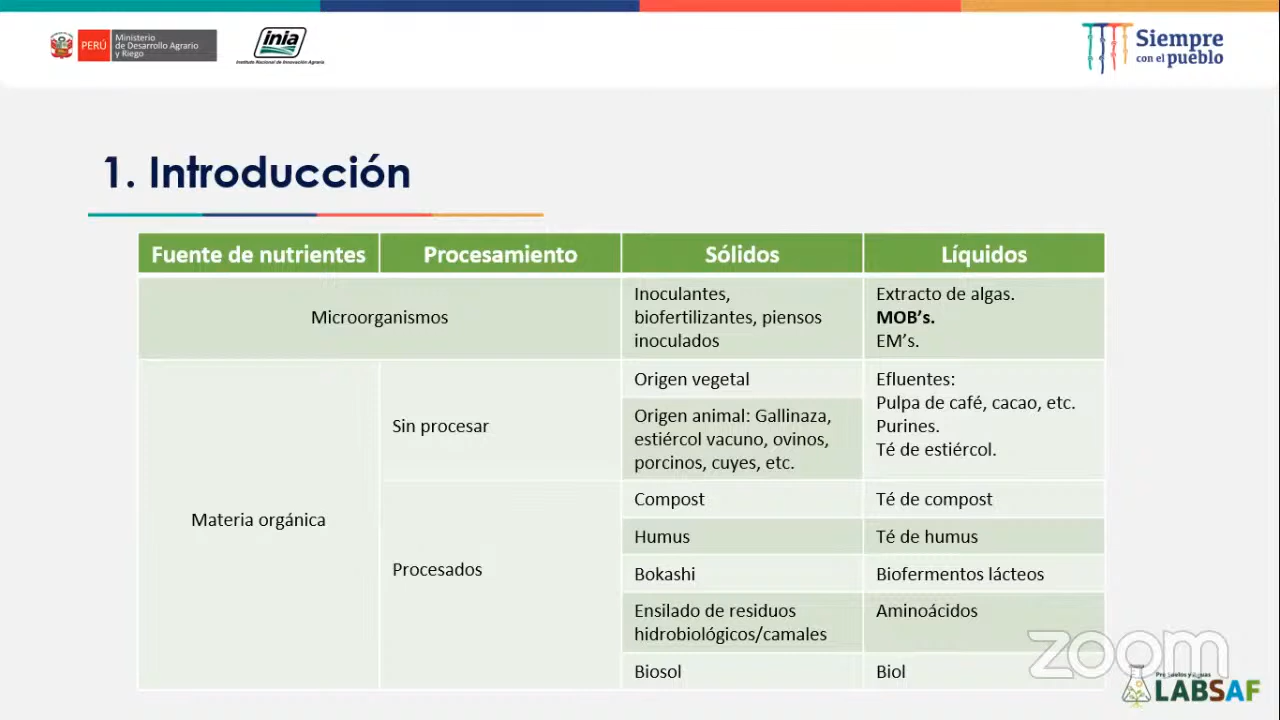 PERÚ
Ministerio
de Desarrollo Agrario
y Riego
inia
Instituto Nacional de Innovación Agraria
Siempre
con el pueblo
1. Introducción
Fuente de nutrientes
Procesamiento
Sólidos
Líquidos
Microorganismos
Inoculantes,
biofertilizantes, piensos
inoculados
Extracto de algas.
MOB’s.
EM’s.
Materia orgánica
Sin procesar
Origen vegetal
Origen animal: Gallinaza,
estiércol vacuno, ovinos,
porcinos, cuyes, etc.
Efluentes:
Pulpa de café, cacao, etc.
Purines.
Té de estiércol.
Procesados
Compost
Té de compost
Humus
Té de humus
Bokashi
Biofermentos lácteos
Ensilado de residuos
hidrobiológicos/camales
Aminoácidos
Biosol
Biol
zoom
LABSAF